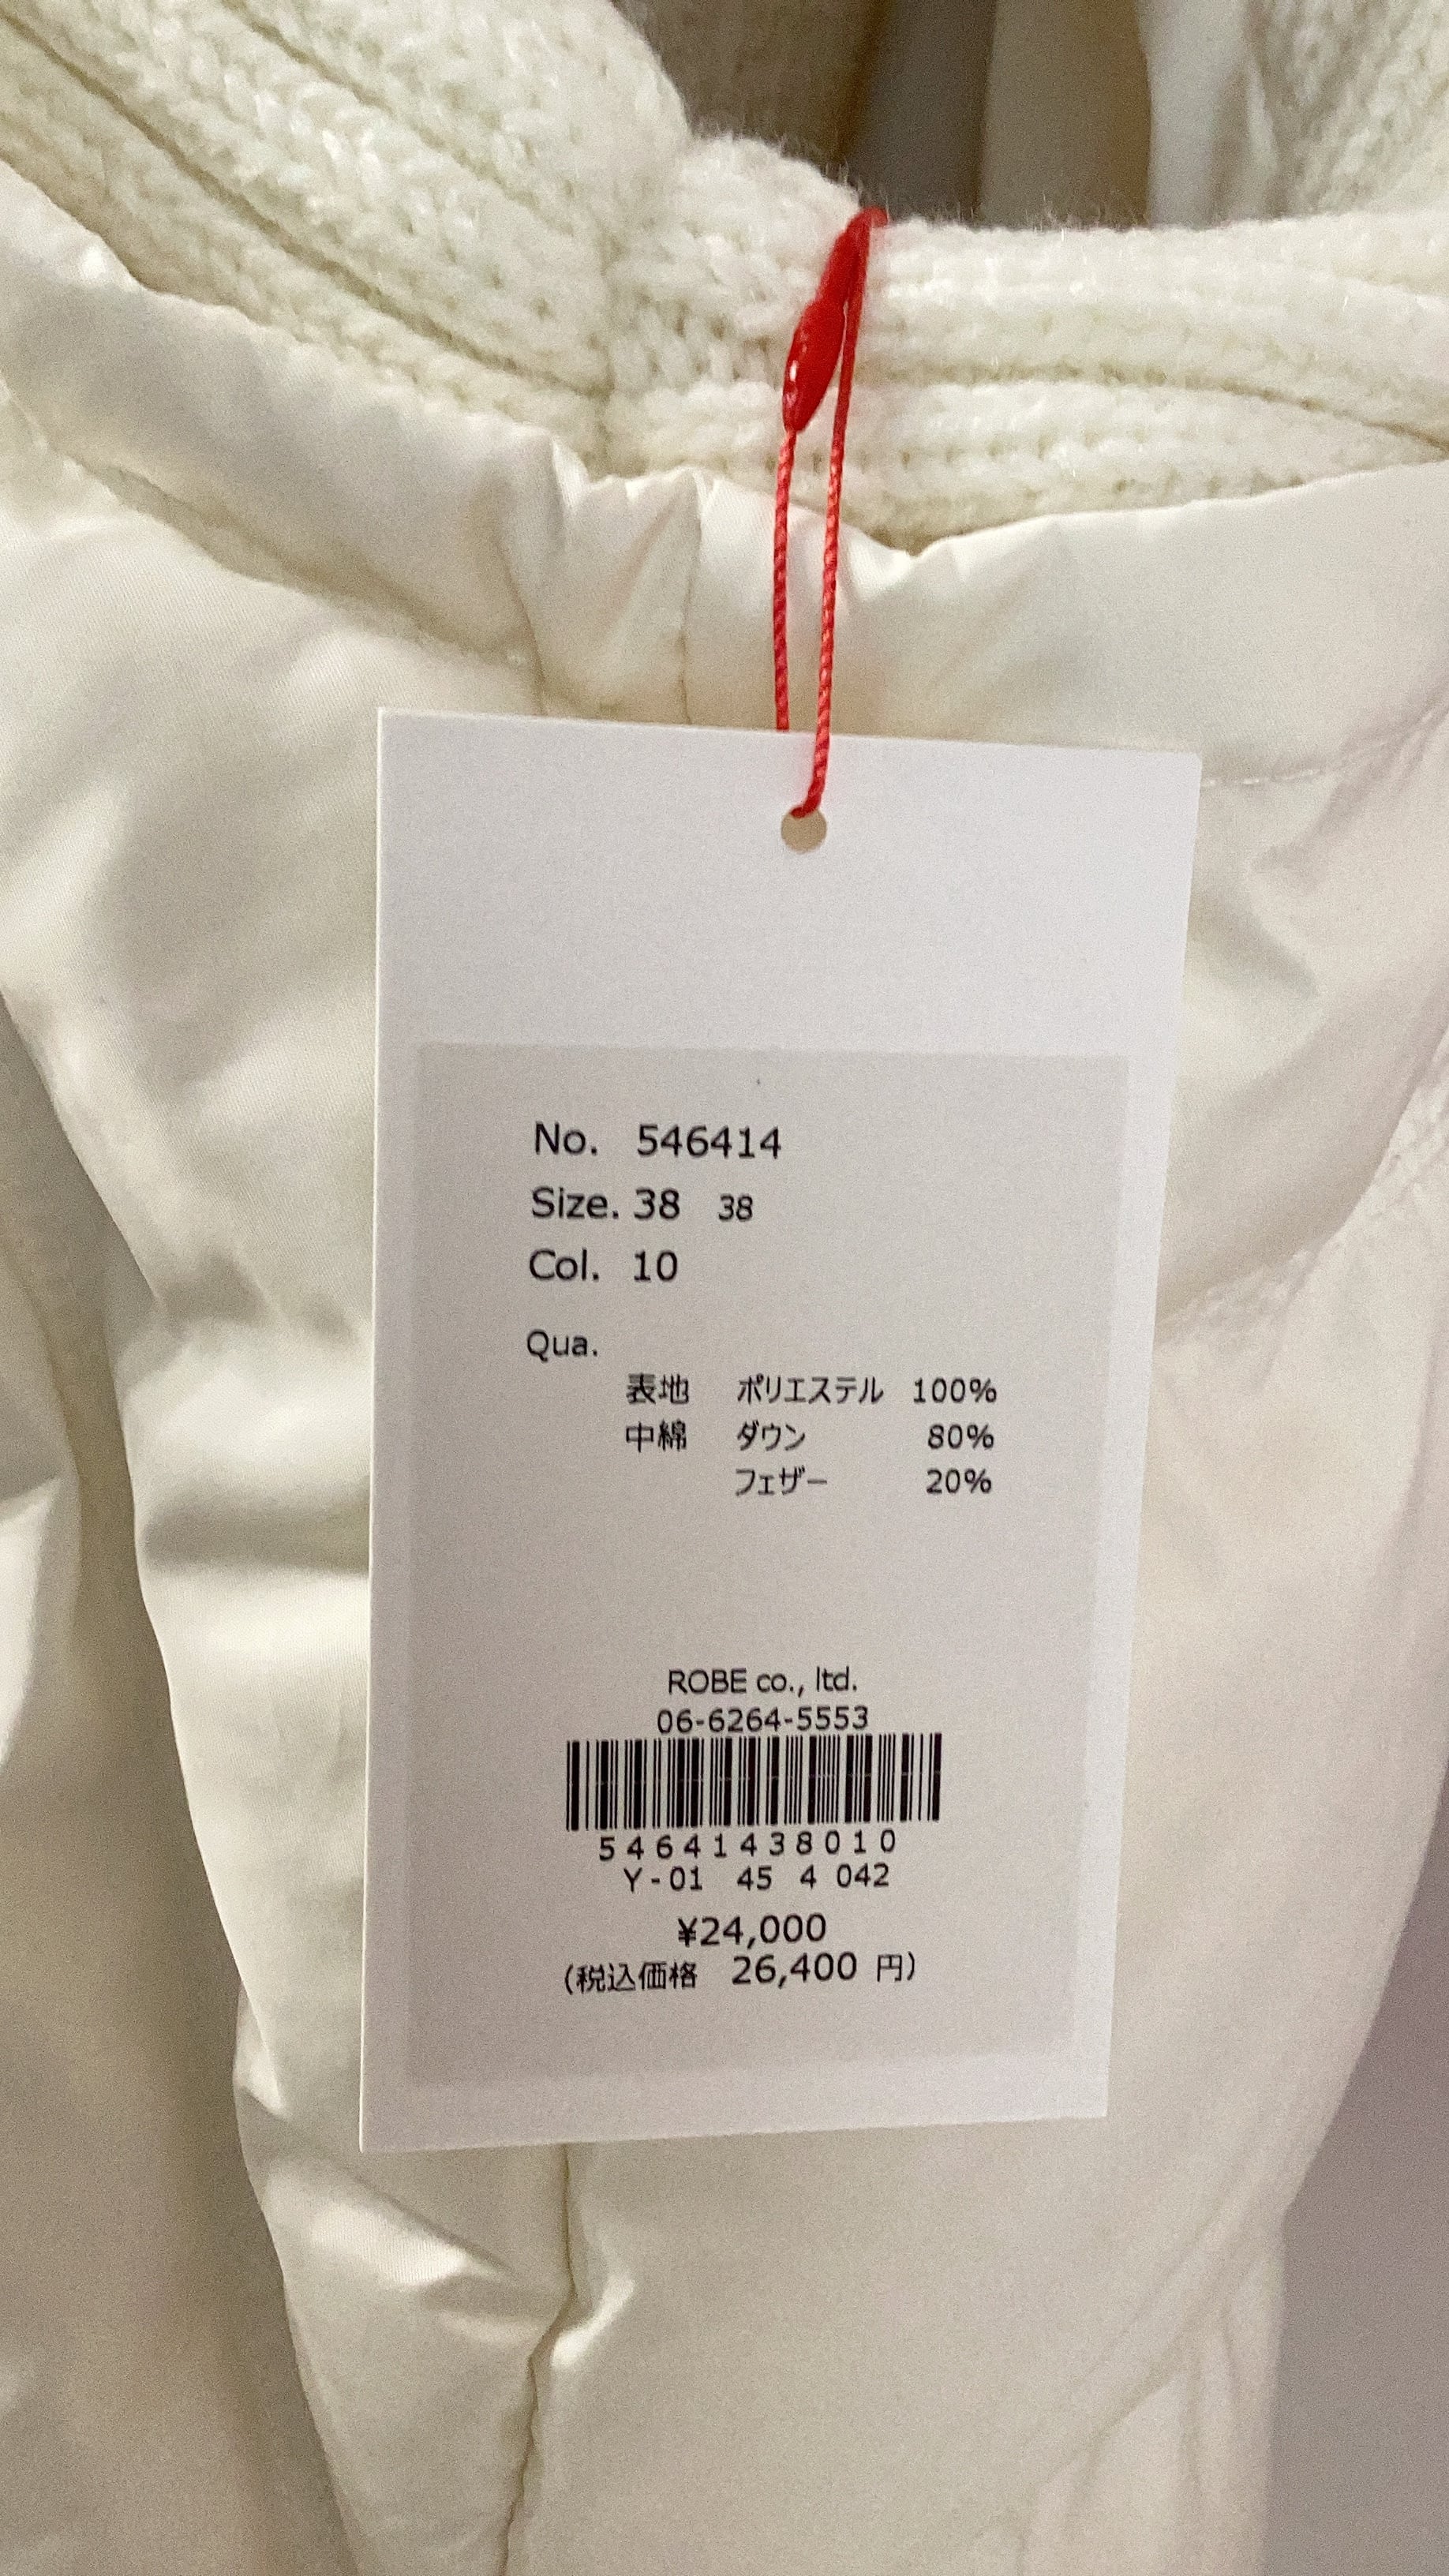 No. 546414
Size. 38 38
Col. 10
Qua.
表地 ポリエステル 100%
中綿 ダウン 80%
フェザー 20%
ROBE co., ltd.
06-6264-5553
54641438010
Y-01 45 4 042
¥24,000
(税込価格 26,400 円)